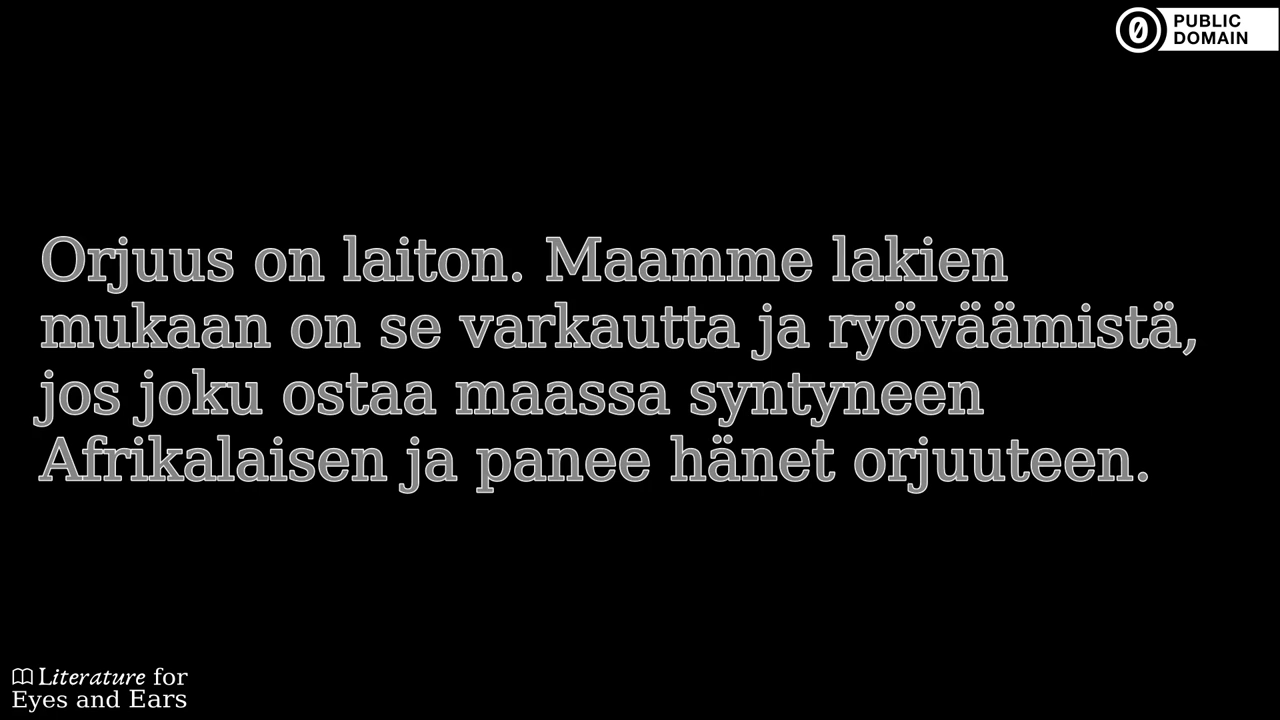 PUBLIC
DOMAIN
Orjuus on laiton. Maamme lakien
mukaan on se varkautta ja ryöväämistä,
jos joku ostaa maassa syntyneen
Afrikalaisen ja panee hänet orjuuteen.
Literature for
Eyes and Ears